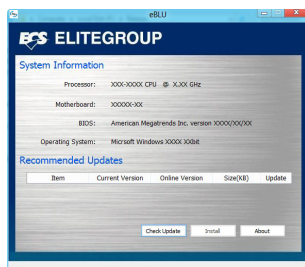 eBLU
ECS ELITEGROUP
System Information
Processor: XXX-XXXX CPU @ X.XX GHz
Motherboard: XXXXX-XX
BIOS: American Megatrends Inc. version XXXX/XX/XX
Operating System: Micrsoft Windows XXXX XXbit
Recommended Updates
Item Current Version Online Version Size(KB) Update
Check Update Install About